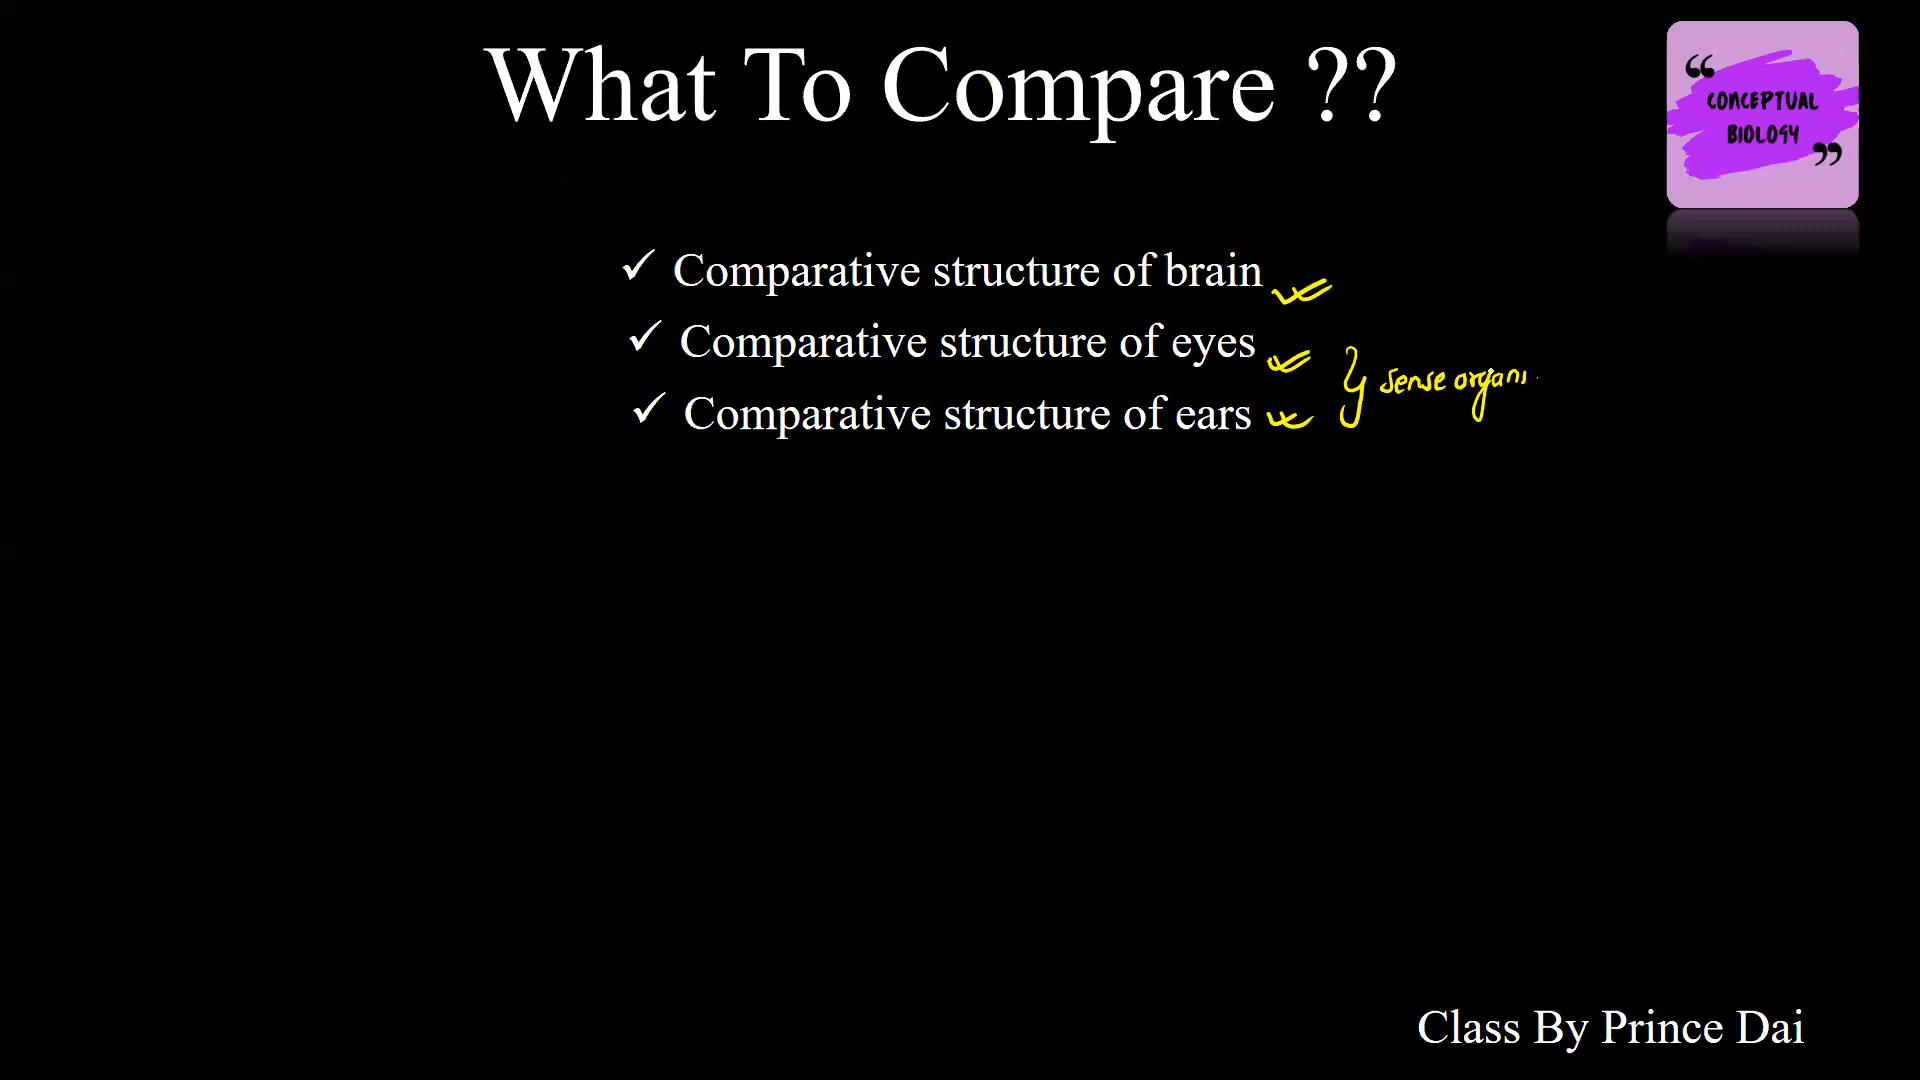 What To Compare ??
“ CONCEPTUAL
BIOLOGY ”
✓ Comparative structure of brain
✓ Comparative structure of eyes
✓ Comparative structure of ears
sense organs
Class By Prince Dai